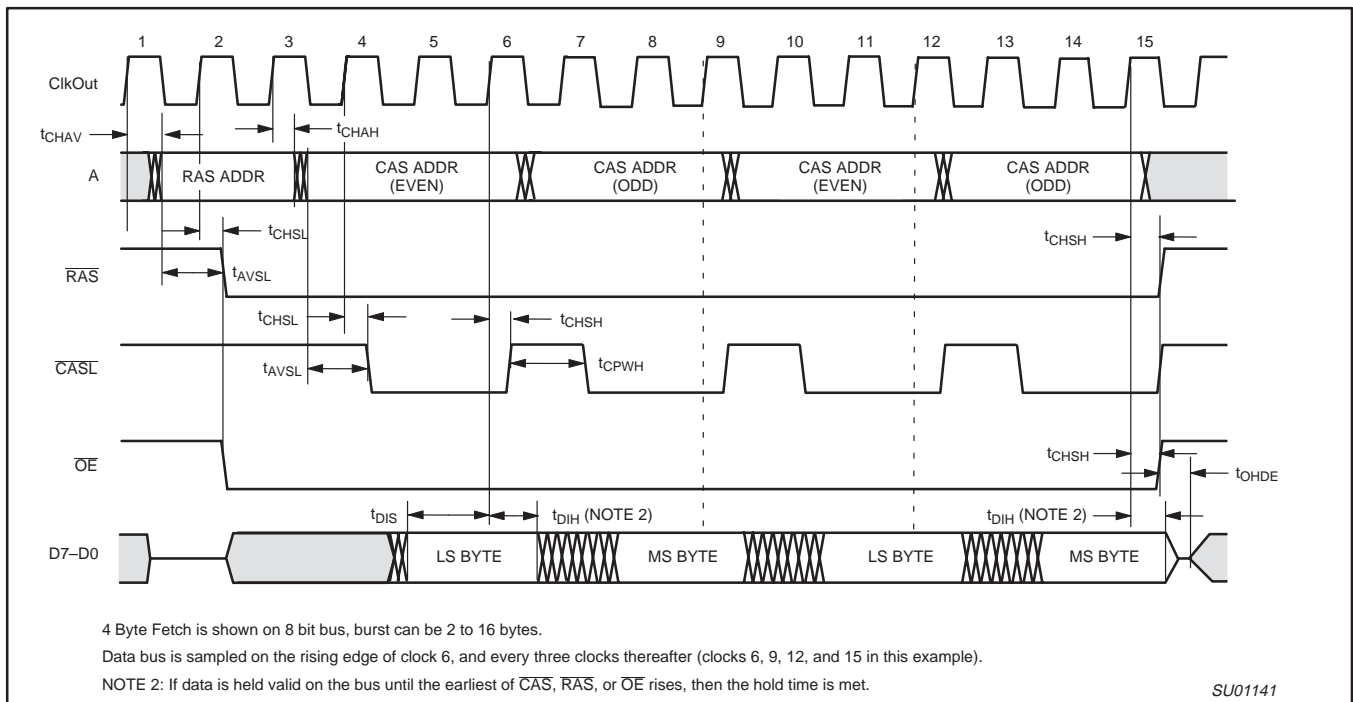 1 2 3 4 5 6 7 8 9 10 11 12 13 14 15
ClkOut
tCHAV
tCHAH
A
RAS ADDR
CAS ADDR
(EVEN)
CAS ADDR
(ODD)
CAS ADDR
(EVEN)
CAS ADDR
(ODD)
tCHSL
tCHSH
RAS
tAVSL
tCHSL
tCHSH
CASL
tAVSL
tCPWH
OE
tCHSH
tOHDE
tDIS
tDIH (NOTE 2)
tDIH (NOTE 2)
D7–D0
LS BYTE
MS BYTE
LS BYTE
MS BYTE
4 Byte Fetch is shown on 8 bit bus, burst can be 2 to 16 bytes.
Data bus is sampled on the rising edge of clock 6, and every three clocks thereafter (clocks 6, 9, 12, and 15 in this example).
NOTE 2: If data is held valid on the bus until the earliest of CAS, RAS, or OE rises, then the hold time is met.
SU01141